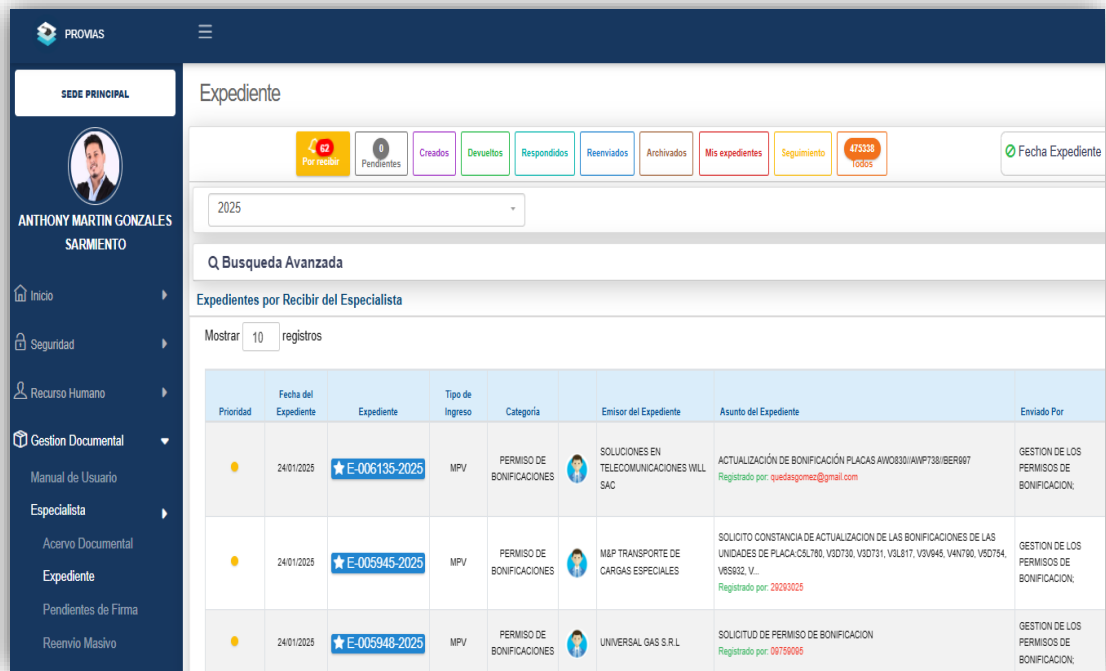 PROVIAS
SEDE PRINCIPAL
ANTHONY MARTIN GONZALES
SARMIENTO
Inicio
Seguridad
Recurso Humano
Gestion Documental
Manual de Usuario
Especialista
Acervo Documental
Expediente
Pendientes de Firma
Reenvio Masivo
Expediente
62
Por recibir
0
Pendientes
Creados
Devueltos
Respondidos
Reenviados
Archivados
Mis expedientes
Seguimiento
475338
Todos
Fecha Expediente
2025
Busqueda Avanzada
Expedientes por Recibir del Especialista
Mostrar 10 registros
Prioridad
Fecha del
Expediente
Expediente
Tipo de
Ingreso
Categoría
Emisor del Expediente
Asunto del Expediente
Enviado Por
24/01/2025
E-006135-2025
MPV
PERMISO DE
BONIFICACIONES
SOLUCIONES EN
TELECOMUNICACIONES WILL
SAC
ACTUALIZACIÓN DE BONIFICACIÓN PLACAS AWO830//AWP738//BER997
Registrado por: quedasgomez@gmail.com
GESTION DE LOS
PERMISOS DE
BONIFICACION;
24/01/2025
E-005945-2025
MPV
PERMISO DE
BONIFICACIONES
M&P TRANSPORTE DE
CARGAS ESPECIALES
SOLICITO CONSTANCIA DE ACTUALIZACION DE LAS BONIFICACIONES DE LAS
UNIDADES DE PLACA:C5L760, V3D730, V3D731, V3L817, V3V945, V4N790, V5D754,
V6S932, V...
Registrado por: 29293025
GESTION DE LOS
PERMISOS DE
BONIFICACION;
24/01/2025
E-005948-2025
MPV
PERMISO DE
BONIFICACIONES
UNIVERSAL GAS S.R.L
SOLICITUD DE PERMISO DE BONIFICACION
Registrado por: 09759095
GESTION DE LOS
PERMISOS DE
BONIFICACION;